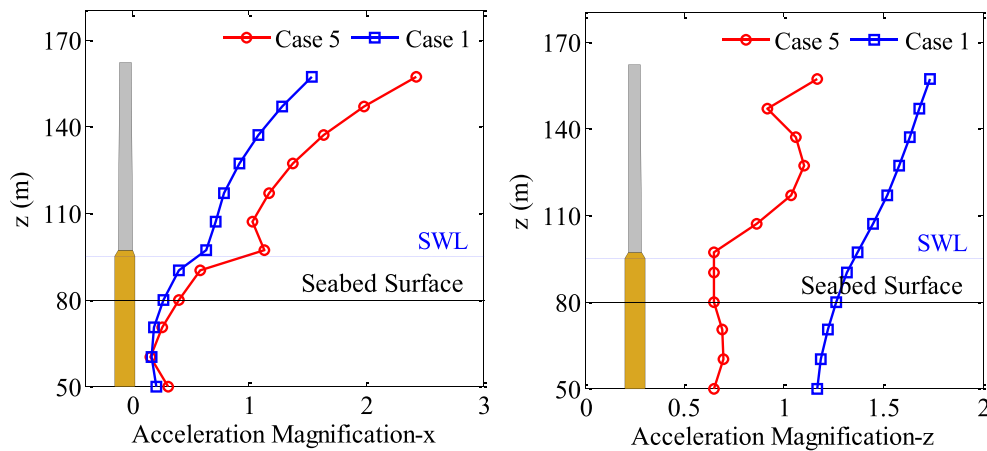 Case 5
Case 1
170
140
110
80
50
z (m)
SWL
Seabed Surface
0
1
2
3
Acceleration Magnification-x
Case 5
Case 1
170
140
110
80
50
z (m)
SWL
Seabed Surface
0
0.5
1
1.5
2
Acceleration Magnification-z